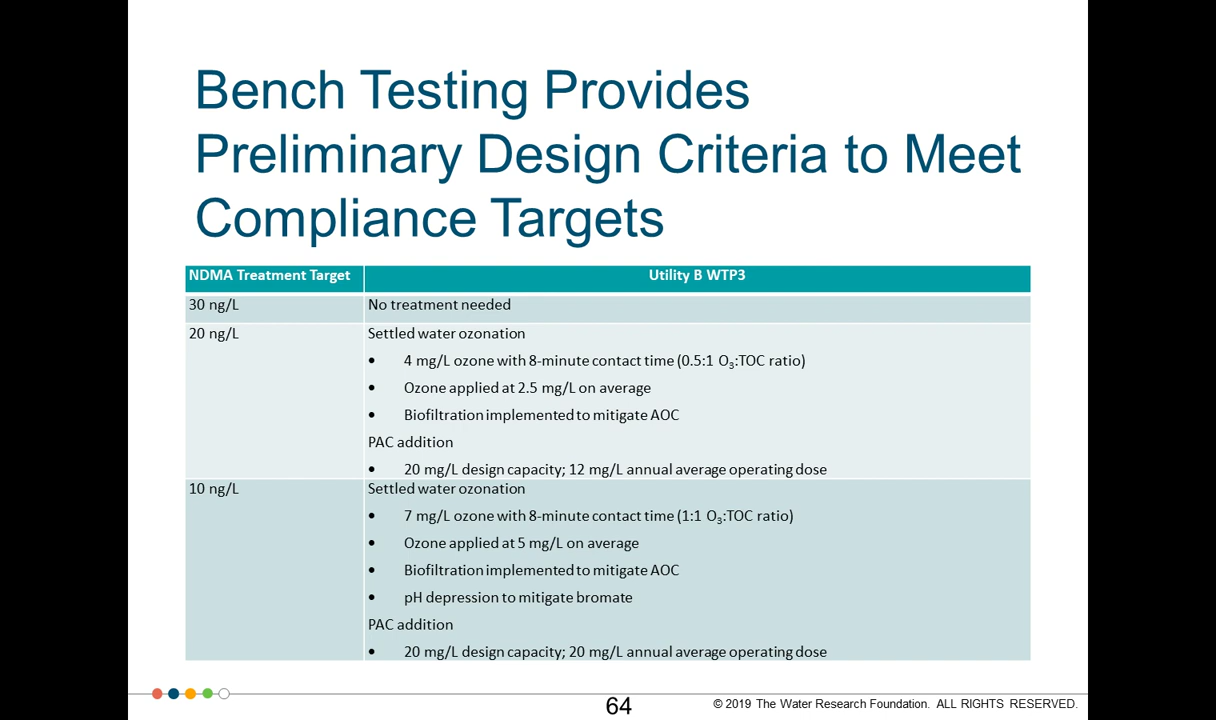 Bench Testing Provides
Preliminary Design Criteria to Meet
Compliance Targets
NDMA Treatment Target
Utility B WTP3
30 ng/L
No treatment needed
20 ng/L
Settled water ozonation
• 4 mg/L ozone with 8-minute contact time (0.5:1 O₃:TOC ratio)
• Ozone applied at 2.5 mg/L on average
• Biofiltration implemented to mitigate AOC
PAC addition
• 20 mg/L design capacity; 12 mg/L annual average operating dose
10 ng/L
Settled water ozonation
• 7 mg/L ozone with 8-minute contact time (1:1 O₃:TOC ratio)
• Ozone applied at 5 mg/L on average
• Biofiltration implemented to mitigate AOC
• pH depression to mitigate bromate
PAC addition
• 20 mg/L design capacity; 20 mg/L annual average operating dose
64
© 2019 The Water Research Foundation. ALL RIGHTS RESERVED.